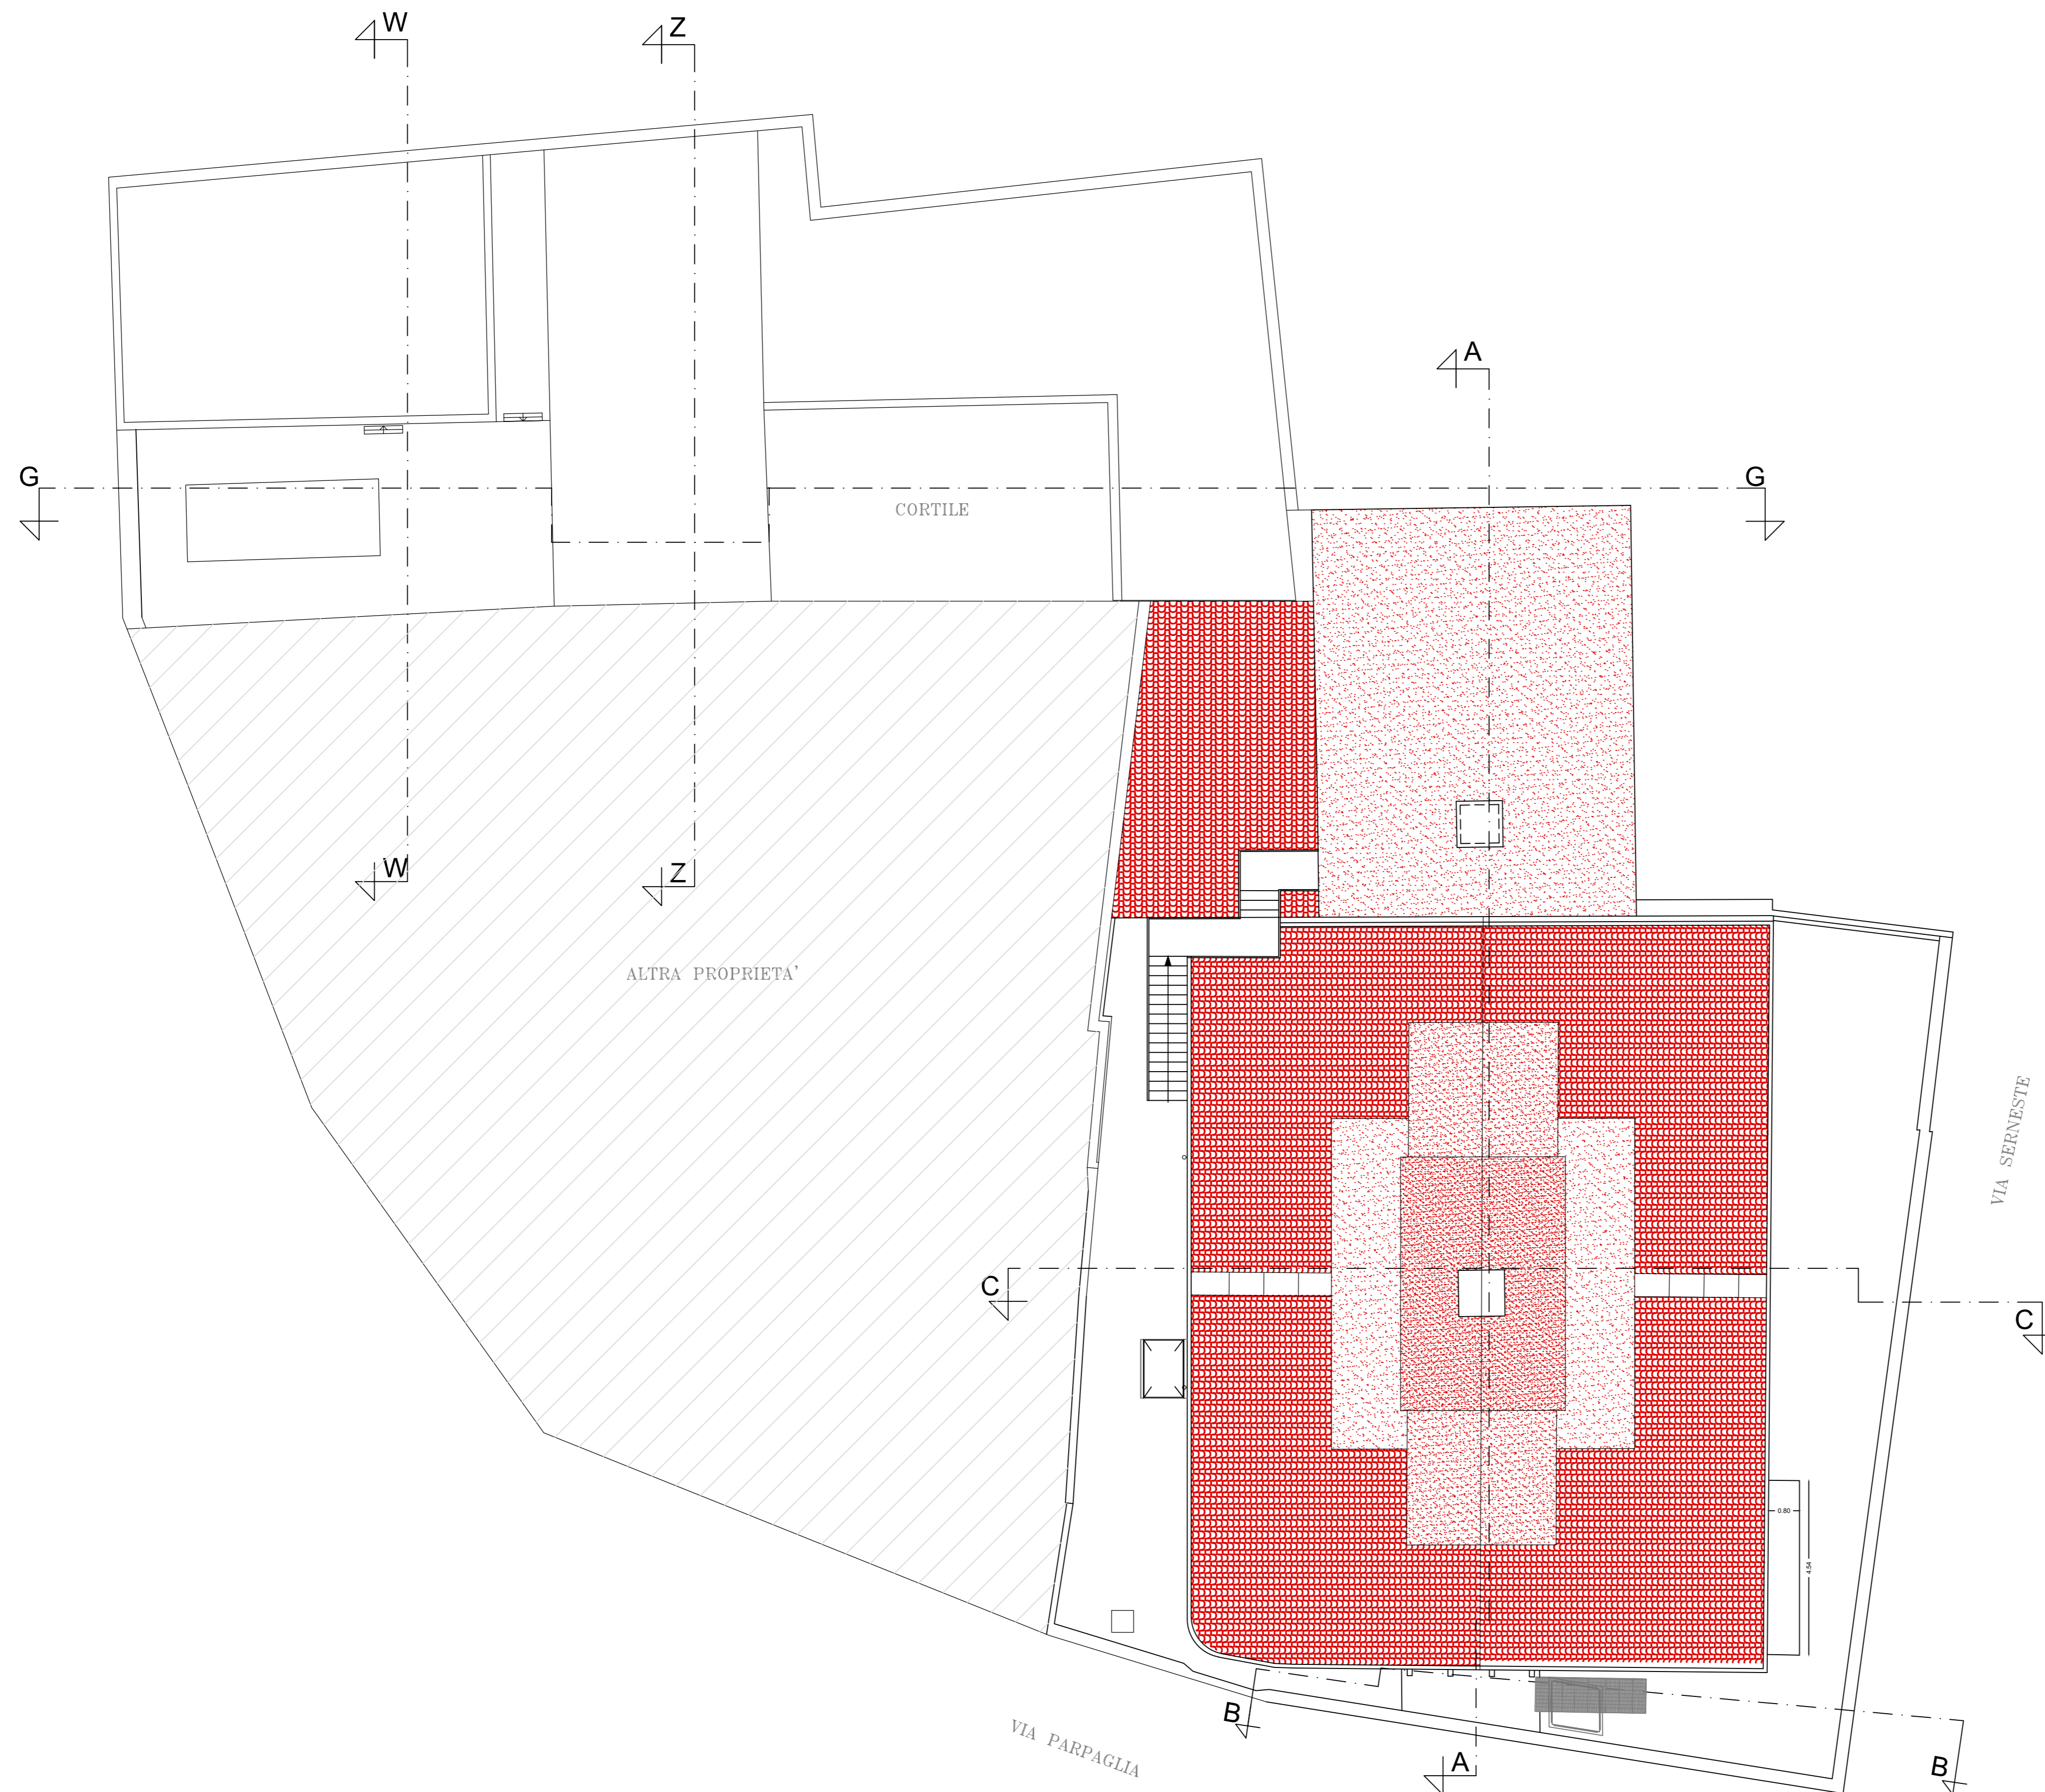 W
Z
A
G
G
CORTILE
W
Z
ALTRA PROPRIETA'
VIA SERNESTE
C
C
0.80
4.54
B
VIA PARPAGLIA
A
B